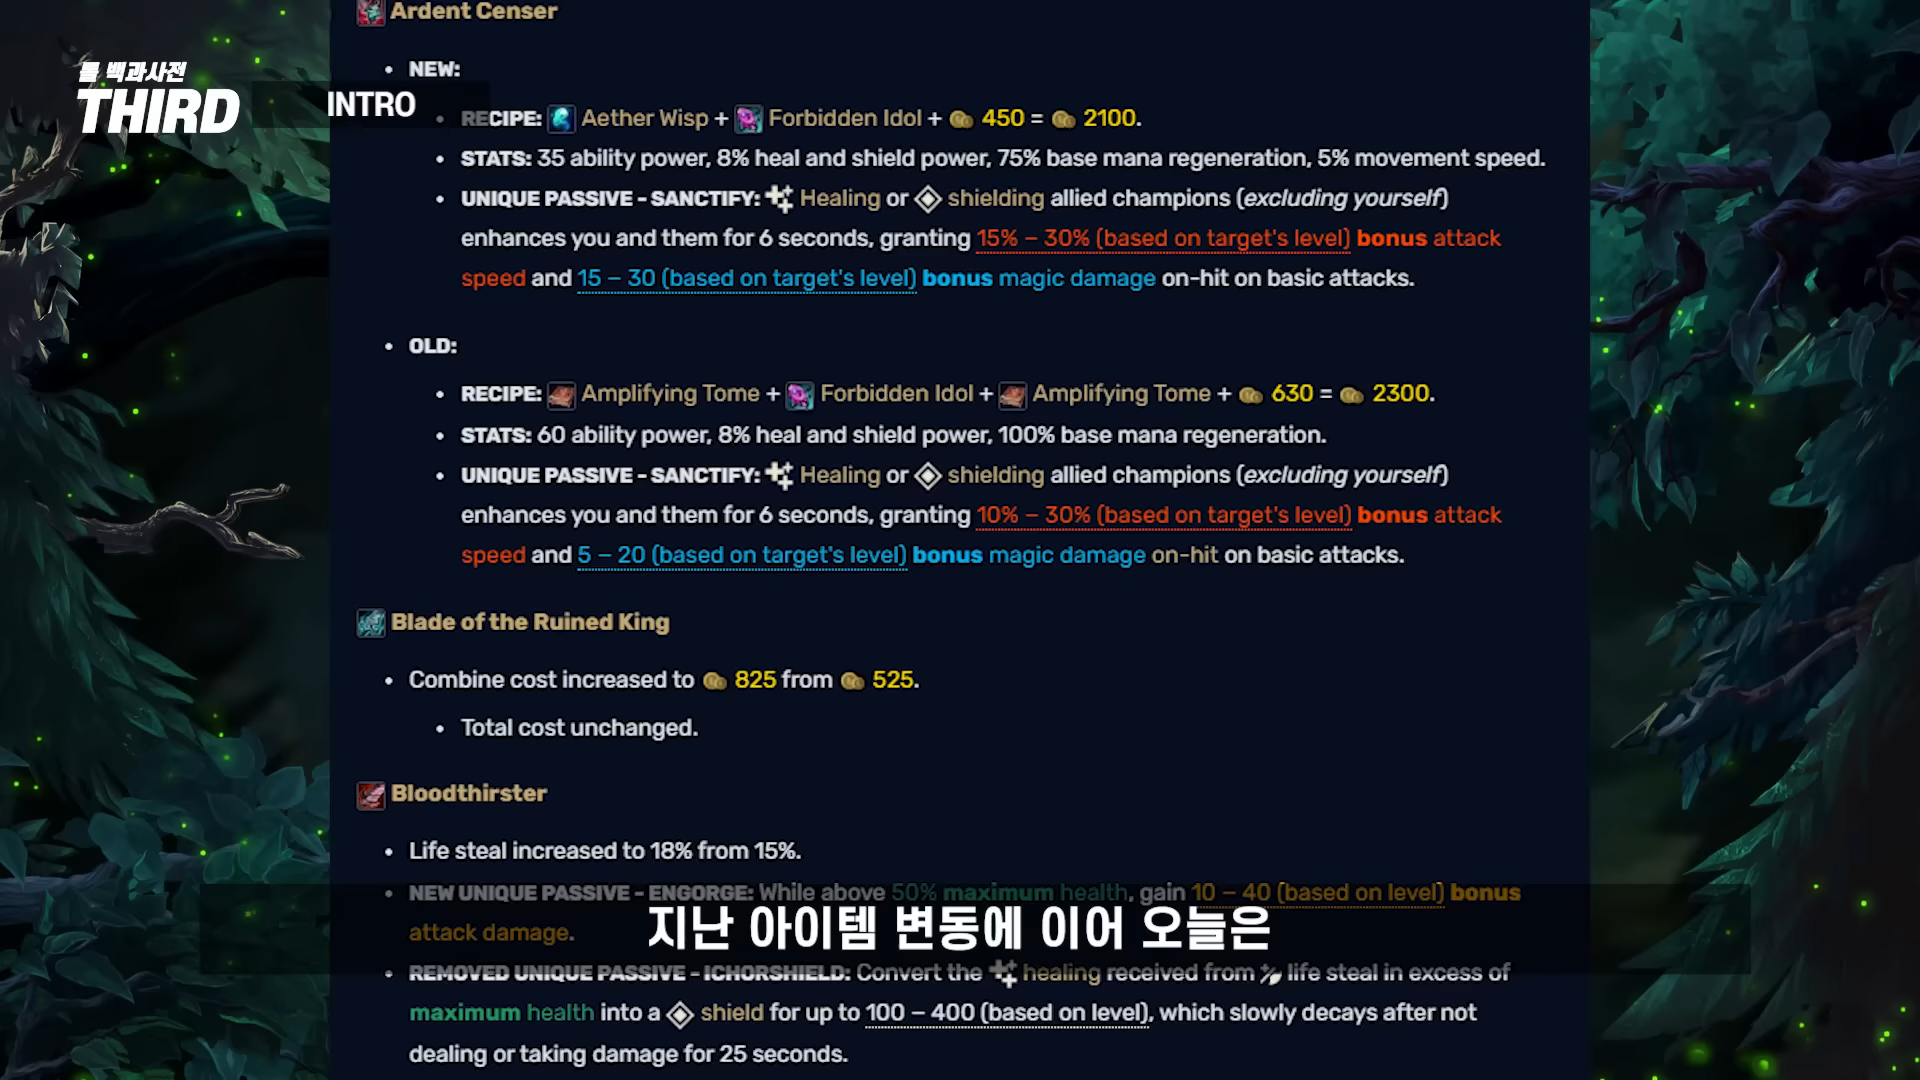 Ardent Censer
롤 백과사전
THIRD
INTRO
• NEW:
• RECIPE: Aether Wisp + Forbidden Idol + 450 = 2100.
• STATS: 35 ability power, 8% heal and shield power, 75% base mana regeneration, 5% movement speed.
• UNIQUE PASSIVE - SANCTIFY: Healing or shielding allied champions (excluding yourself)
enhances you and them for 6 seconds, granting 15% – 30% (based on target's level) bonus attack
speed and 15 – 30 (based on target's level) bonus magic damage on-hit on basic attacks.
• OLD:
• RECIPE: Amplifying Tome + Forbidden Idol + Amplifying Tome + 630 = 2300.
• STATS: 60 ability power, 8% heal and shield power, 100% base mana regeneration.
• UNIQUE PASSIVE - SANCTIFY: Healing or shielding allied champions (excluding yourself)
enhances you and them for 6 seconds, granting 10% – 30% (based on target's level) bonus attack
speed and 5 – 20 (based on target's level) bonus magic damage on-hit on basic attacks.
Blade of the Ruined King
• Combine cost increased to 825 from 525.
• Total cost unchanged.
Bloodthirster
• Life steal increased to 18% from 15%.
• NEW UNIQUE PASSIVE - ENGORGE: While above 50% maximum health, gain 10 – 40 (based on level) bonus
attack damage.
지난 아이템 변동에 이어 오늘은
• REMOVED UNIQUE PASSIVE - ICHORSHIELD: Convert the healing received from life steal in excess of
maximum health into a shield for up to 100 – 400 (based on level), which slowly decays after not
dealing or taking damage for 25 seconds.